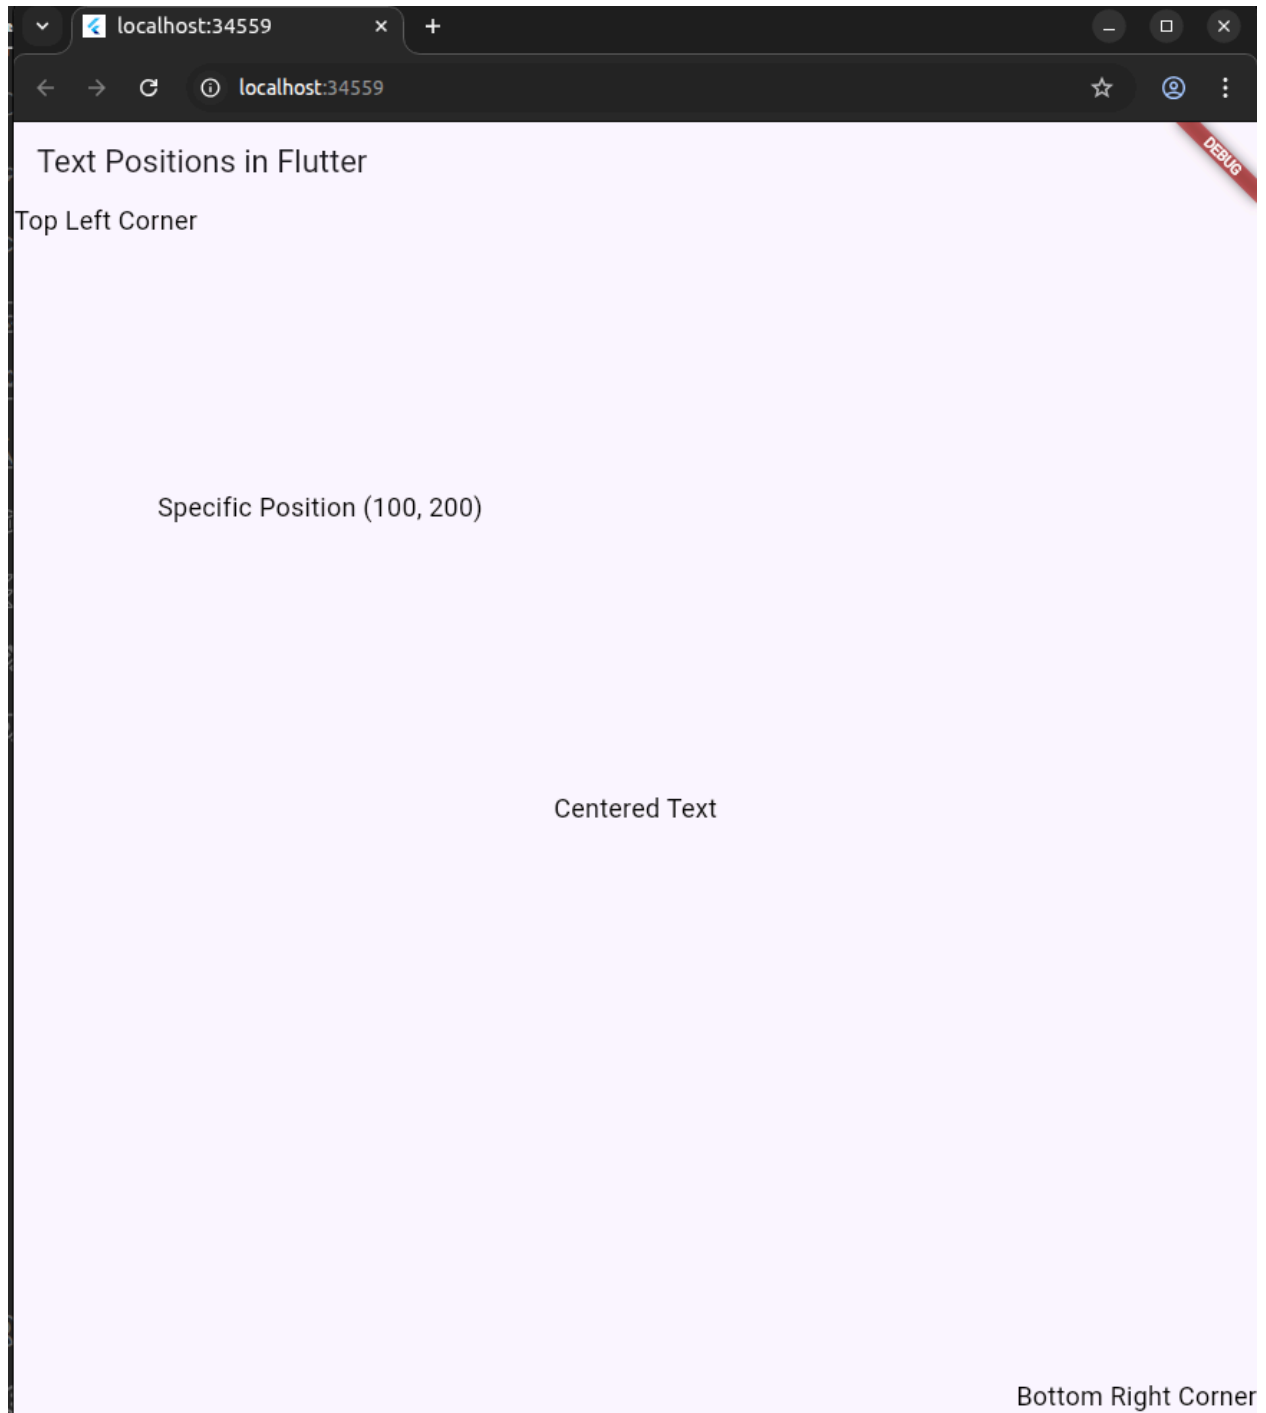 localhost:34559
localhost:34559
Text Positions in Flutter
DEBUG
Top Left Corner
Specific Position (100, 200)
Centered Text
Bottom Right Corner